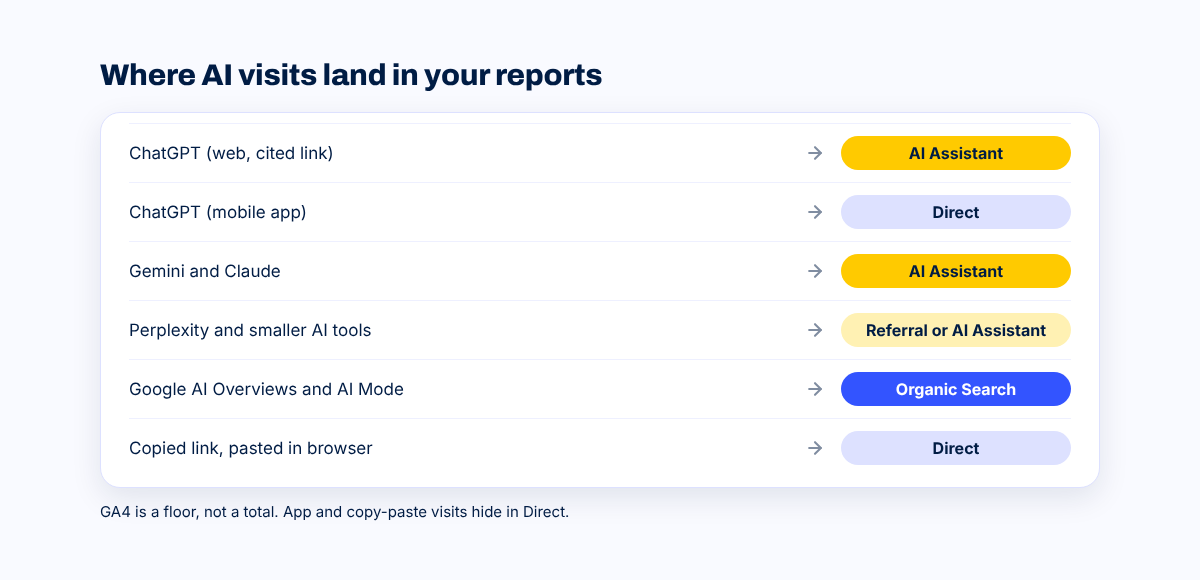 Where AI visits land in your reports
ChatGPT (web, cited link) → AI Assistant
ChatGPT (mobile app) → Direct
Gemini and Claude → AI Assistant
Perplexity and smaller AI tools → Referral or AI Assistant
Google AI Overviews and AI Mode → Organic Search
Copied link, pasted in browser → Direct
GA4 is a floor, not a total. App and copy-paste visits hide in Direct.